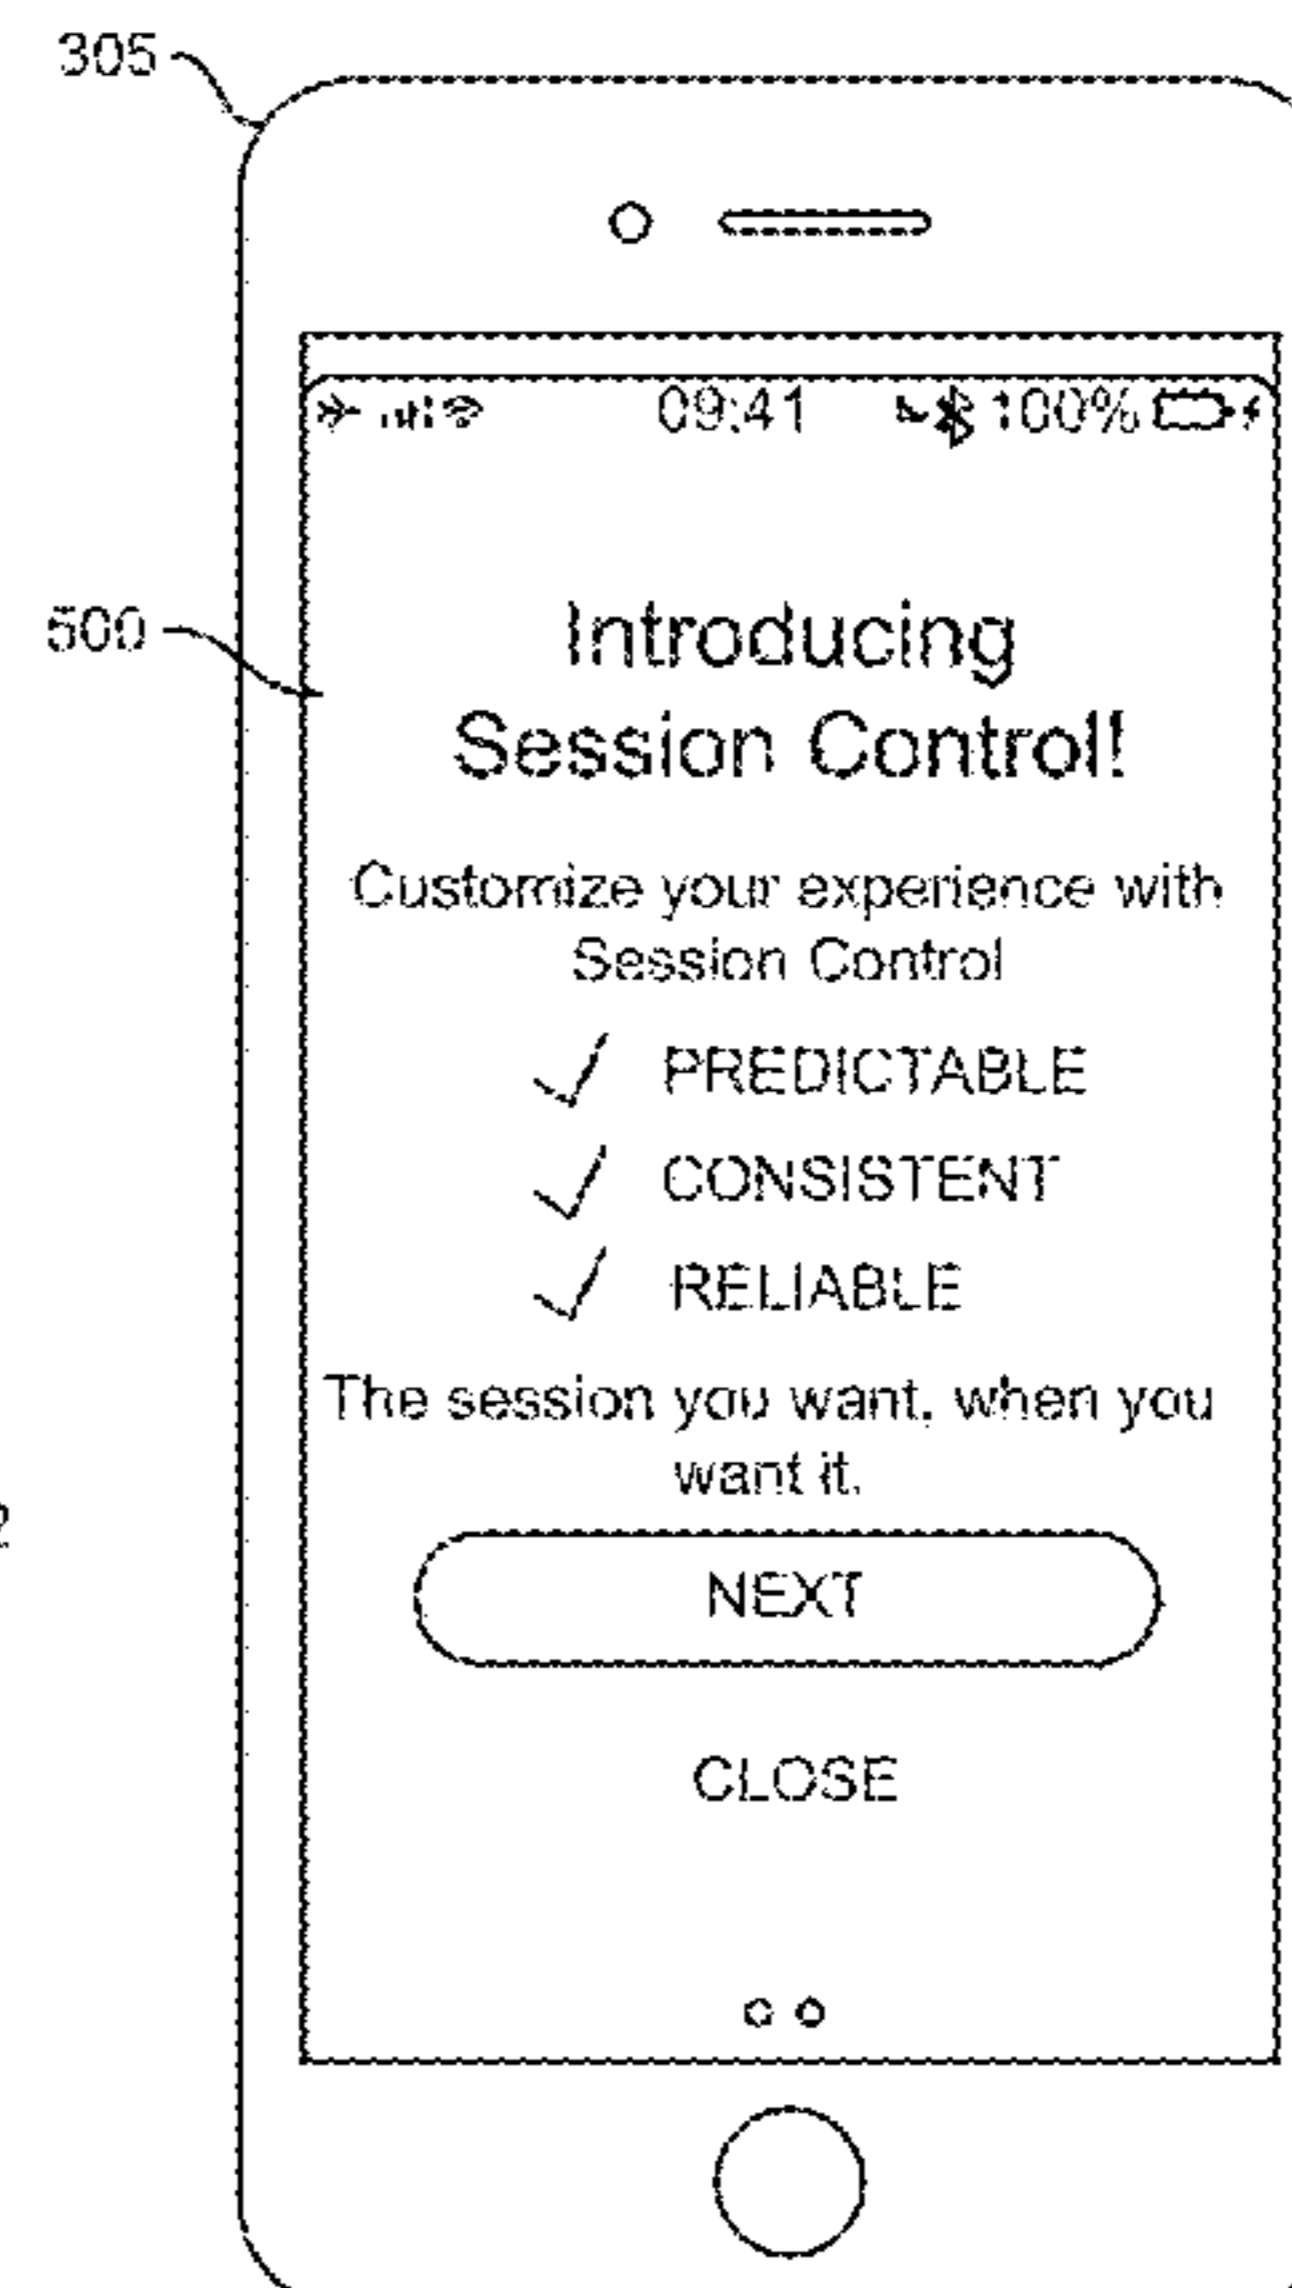 305
09:41 100%
500
Introducing
Session Control!
Customize your experience with
Session Control
PREDICTABLE
CONSISTENT
RELIABLE
The session you want, when you
want it.
2
NEXT
CLOSE